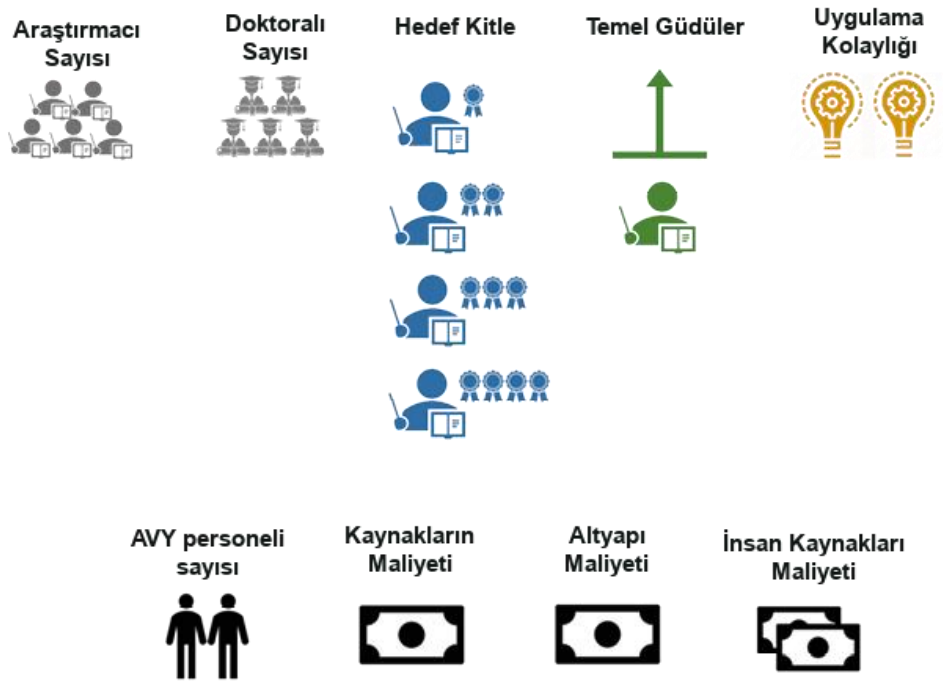 Araştırmacı
Sayısı
Doktoralı
Sayısı
Hedef Kitle
Temel Güdüler
Uygulama
Kolaylığı
AVY personeli
sayısı
Kaynakların
Maliyeti
Altyapı
Maliyeti
İnsan Kaynakları
Maliyeti